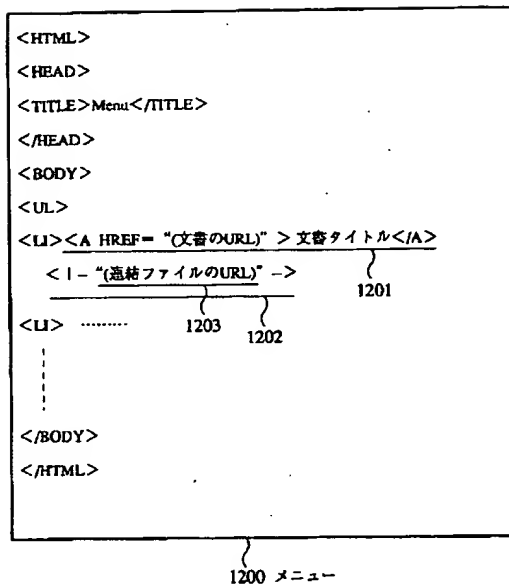 <HTML>
<HEAD>
<TITLE>Menu</TITLE>
</HEAD>
<BODY>
<UL>
<LI><A HREF= “(文書のURL)” > 文書タイトル</A>
<! – “(連結ファイルのURL)” –>
1201
1203
1202
<LI> ………
</BODY>
</HTML>
1200 メニュー